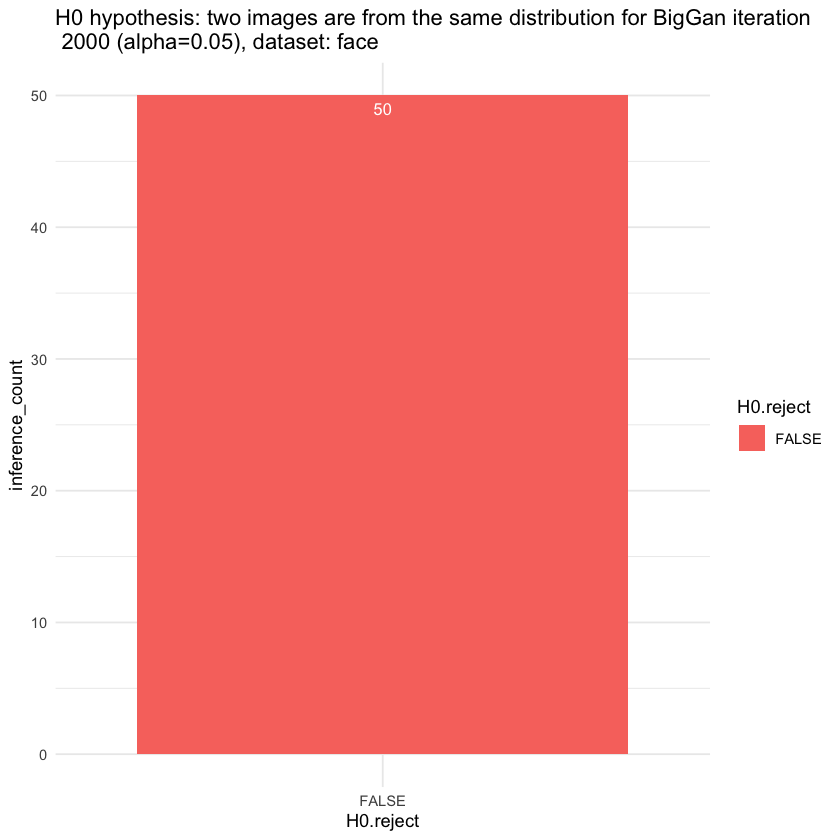 H0 hypothesis: two images are from the same distribution for BigGan iteration
2000 (alpha=0.05), dataset: face
50
50
40
30
20
10
0
inference_count
FALSE
H0.reject
H0.reject
FALSE